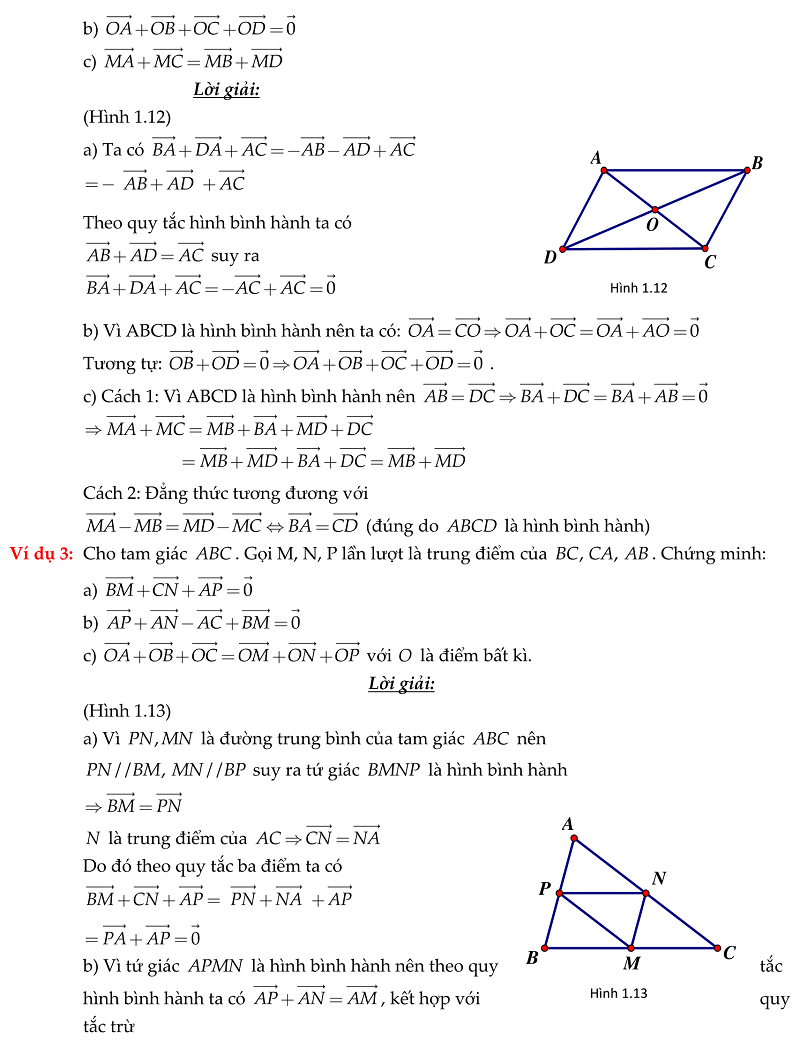 b) $\overrightarrow{OA}+\overrightarrow{OB}+\overrightarrow{OC}+\overrightarrow{OD}=\vec{0}$
c) $\overrightarrow{MA}+\overrightarrow{MC}=\overrightarrow{MB}+\overrightarrow{MD}$
Lời giải:
(Hình 1.12)
a) Ta có $\overrightarrow{BA}+\overrightarrow{DA}+\overrightarrow{AC}=-\overrightarrow{AB}-\overrightarrow{AD}+\overrightarrow{AC}$
$=-\ \overrightarrow{AB}+\overrightarrow{AD}\ +\overrightarrow{AC}$
Theo quy tắc hình bình hành ta có
$\overrightarrow{AB}+\overrightarrow{AD}=\overrightarrow{AC}$ suy ra
$\overrightarrow{BA}+\overrightarrow{DA}+\overrightarrow{AC}=-\overrightarrow{AC}+\overrightarrow{AC}=\vec{0}$
A
B
O
D
C
Hình 1.12
b) Vì ABCD là hình bình hành nên ta có: $\overrightarrow{OA}=\overrightarrow{CO}\Rightarrow\overrightarrow{OA}+\overrightarrow{OC}=\overrightarrow{OA}+\overrightarrow{AO}=\vec{0}$
Tương tự: $\overrightarrow{OB}+\overrightarrow{OD}=\vec{0}\Rightarrow\overrightarrow{OA}+\overrightarrow{OB}+\overrightarrow{OC}+\overrightarrow{OD}=\vec{0}$ .
c) Cách 1: Vì ABCD là hình bình hành nên $\overrightarrow{AB}=\overrightarrow{DC}\Rightarrow\overrightarrow{BA}+\overrightarrow{DC}=\overrightarrow{BA}+\overrightarrow{AB}=\vec{0}$
$\Rightarrow\overrightarrow{MA}+\overrightarrow{MC}=\overrightarrow{MB}+\overrightarrow{BA}+\overrightarrow{MD}+\overrightarrow{DC}$
$=\overrightarrow{MB}+\overrightarrow{MD}+\overrightarrow{BA}+\overrightarrow{DC}=\overrightarrow{MB}+\overrightarrow{MD}$
Cách 2: Đẳng thức tương đương với
$\overrightarrow{MA}-\overrightarrow{MB}=\overrightarrow{MD}-\overrightarrow{MC}\Leftrightarrow\overrightarrow{BA}=\overrightarrow{CD}$ (đúng do ABCD là hình bình hành)
Ví dụ 3: Cho tam giác ABC . Gọi M, N, P lần lượt là trung điểm của BC, CA, AB . Chứng minh:
a) $\overrightarrow{BM}+\overrightarrow{CN}+\overrightarrow{AP}=\vec{0}$
b) $\overrightarrow{AP}+\overrightarrow{AN}-\overrightarrow{AC}+\overrightarrow{BM}=\vec{0}$
c) $\overrightarrow{OA}+\overrightarrow{OB}+\overrightarrow{OC}=\overrightarrow{OM}+\overrightarrow{ON}+\overrightarrow{OP}$ với O là điểm bất kì.
Lời giải:
(Hình 1.13)
a) Vì PN, MN là đường trung bình của tam giác ABC nên
PN // BM, MN // BP suy ra tứ giác BMNP là hình bình hành
$\Rightarrow\overrightarrow{BM}=\overrightarrow{PN}$
N là trung điểm của $AC\Rightarrow\overrightarrow{CN}=\overrightarrow{NA}$
Do đó theo quy tắc ba điểm ta có
$\overrightarrow{BM}+\overrightarrow{CN}+\overrightarrow{AP}=\ \overrightarrow{PN}+\overrightarrow{NA}\ +\overrightarrow{AP}$
$=\overrightarrow{PA}+\overrightarrow{AP}=\vec{0}$
A
P
N
B
M
C
Hình 1.13
b) Vì tứ giác APMN là hình bình hành nên theo quy tắc
hình bình hành ta có $\overrightarrow{AP}+\overrightarrow{AN}=\overrightarrow{AM}$ , kết hợp với quy
tắc trừ